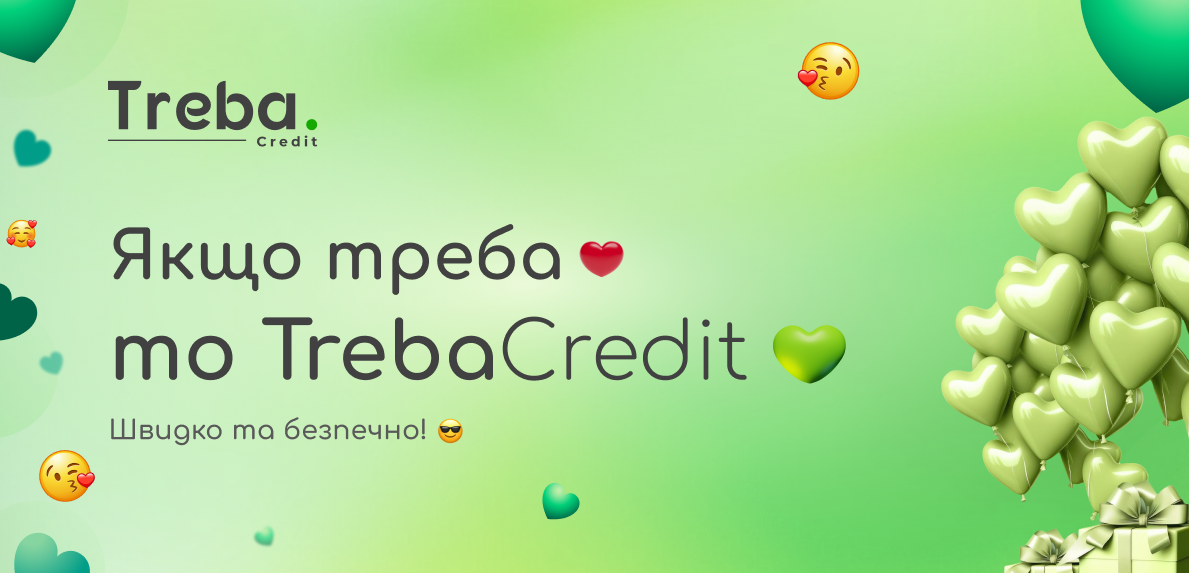 Treba.
Credit
Якщо треба ❤️
то TrebaCredit 💚
Швидко та безпечно! 😎